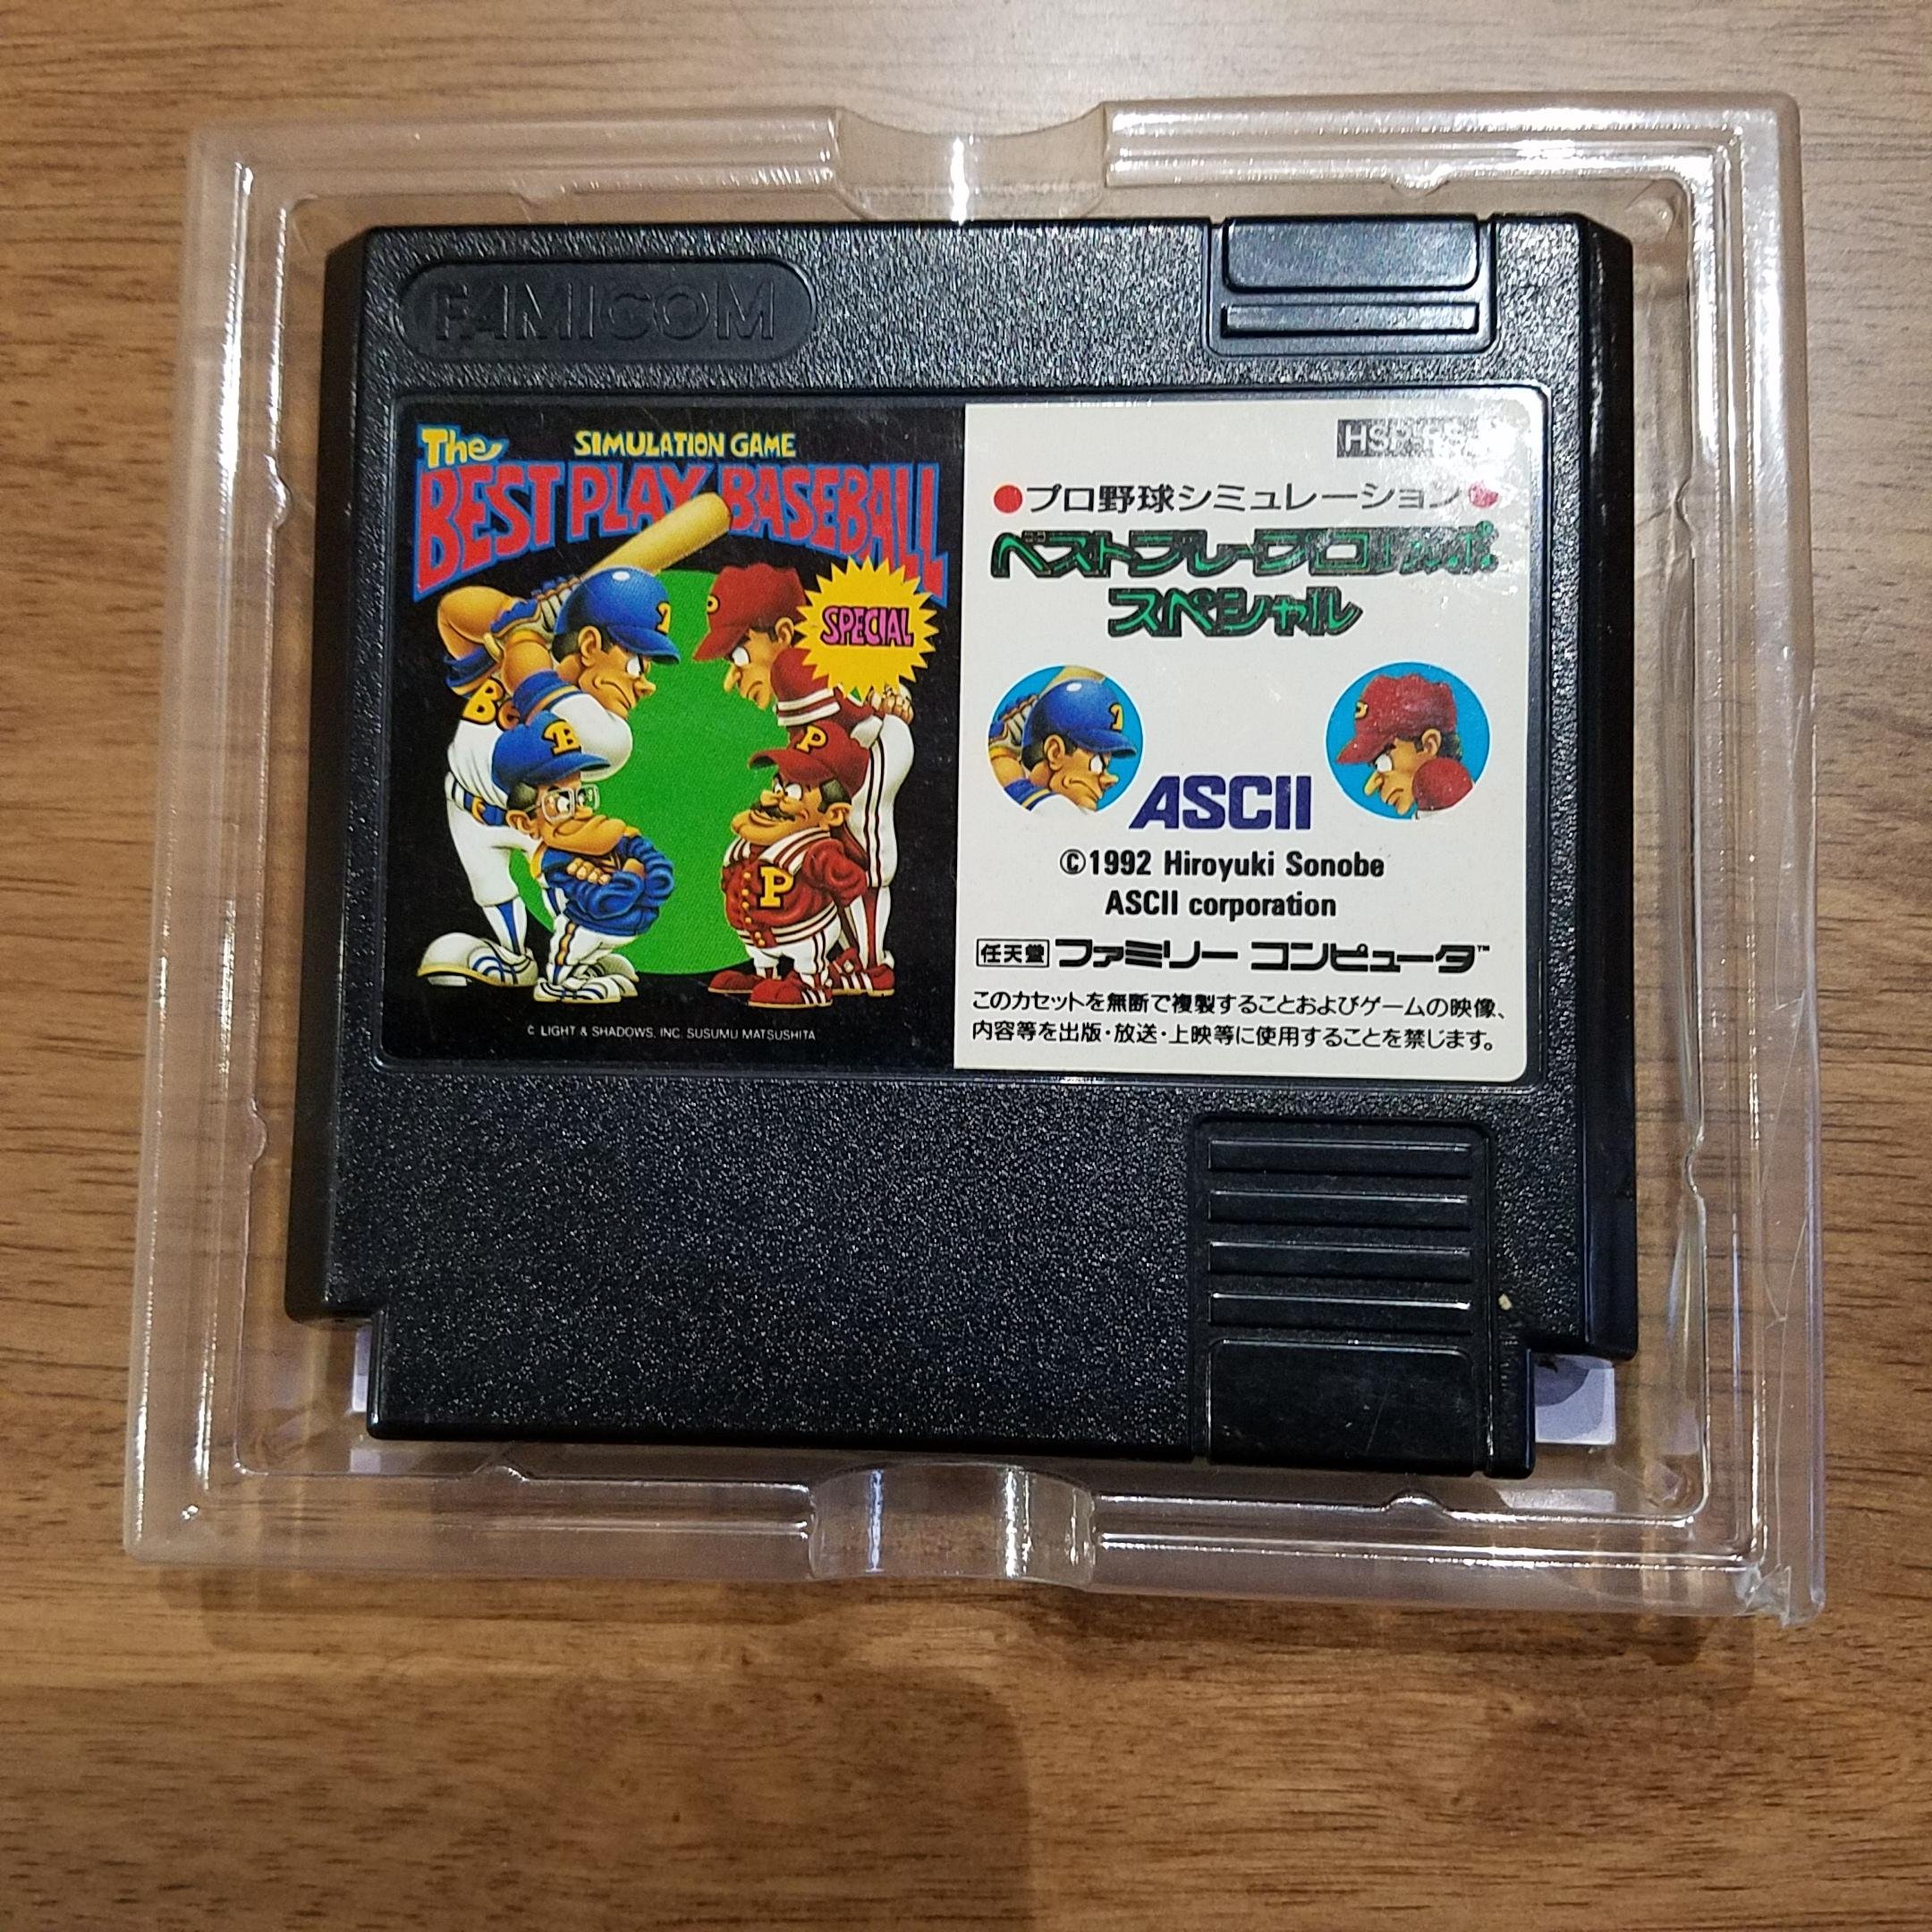 FAMICOM
The
SIMULATION GAME
BEST PLAY BASEBALL
SPECIAL
B
P
B
P
P
© LIGHT & SHADOWS, INC. SUSUMU MATSUSHITA
●プロ野球シミュレーション●
ベストプレープロ野球
スペシャル
ASCII
©1992 Hiroyuki Sonobe
ASCII corporation
任天堂 ファミリー コンピュータ™
このカセットを無断で複製することおよびゲームの映像、
内容等を出版・放送・上映等に使用することを禁じます。